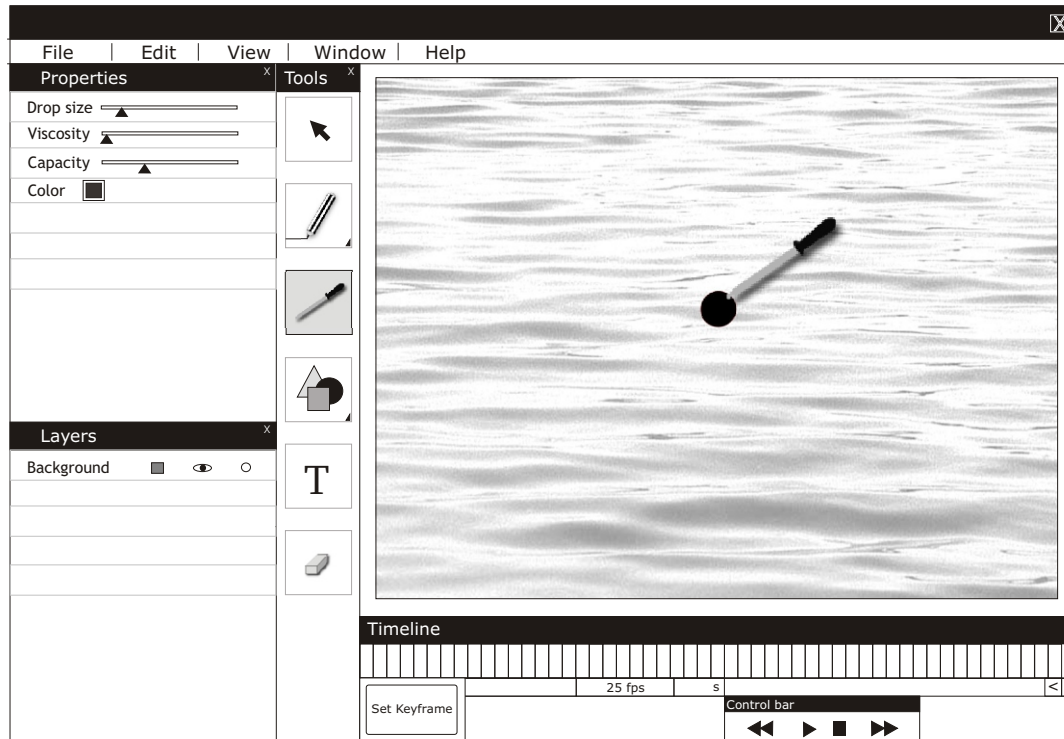 X
File | Edit | View | Window | Help
Properties X
Tools X
Drop size
Viscosity
Capacity
Color
Layers X
Background
T
Timeline
25 fps s <
Set Keyframe
Control bar